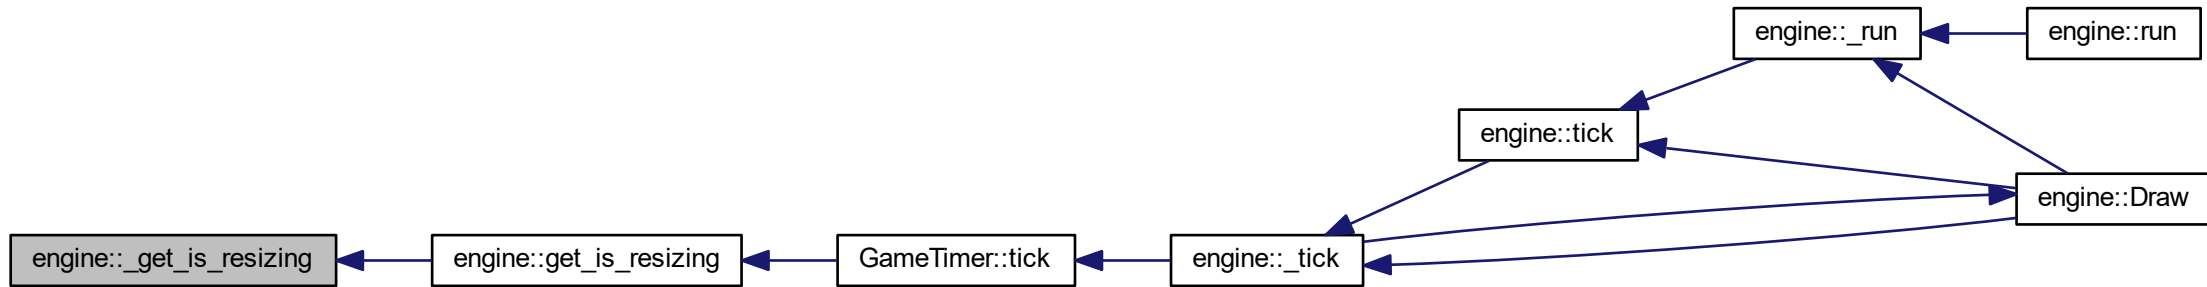 engine::_run
engine::run
engine::tick
engine::Draw
engine::_get_is_resizing
engine::get_is_resizing
GameTimer::tick
engine::_tick